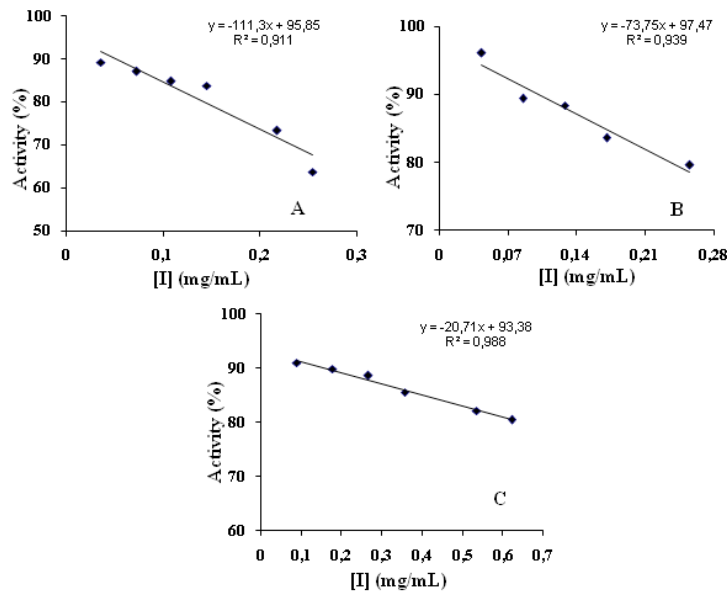 y = -111,3x + 95,85
R² = 0,911
100
90
80
70
60
50
Activity (%)
0
0,1
0,2
0,3
[I] (mg/mL)
A
y = -73,75x + 97,47
R² = 0,939
100
90
80
70
Activity (%)
0
0,07
0,14
0,21
0,28
[I] (mg/mL)
B
y = -20,71x + 93,38
R² = 0,988
100
90
80
70
60
Activity (%)
0
0,1
0,2
0,3
0,4
0,5
0,6
0,7
[I] (mg/mL)
C